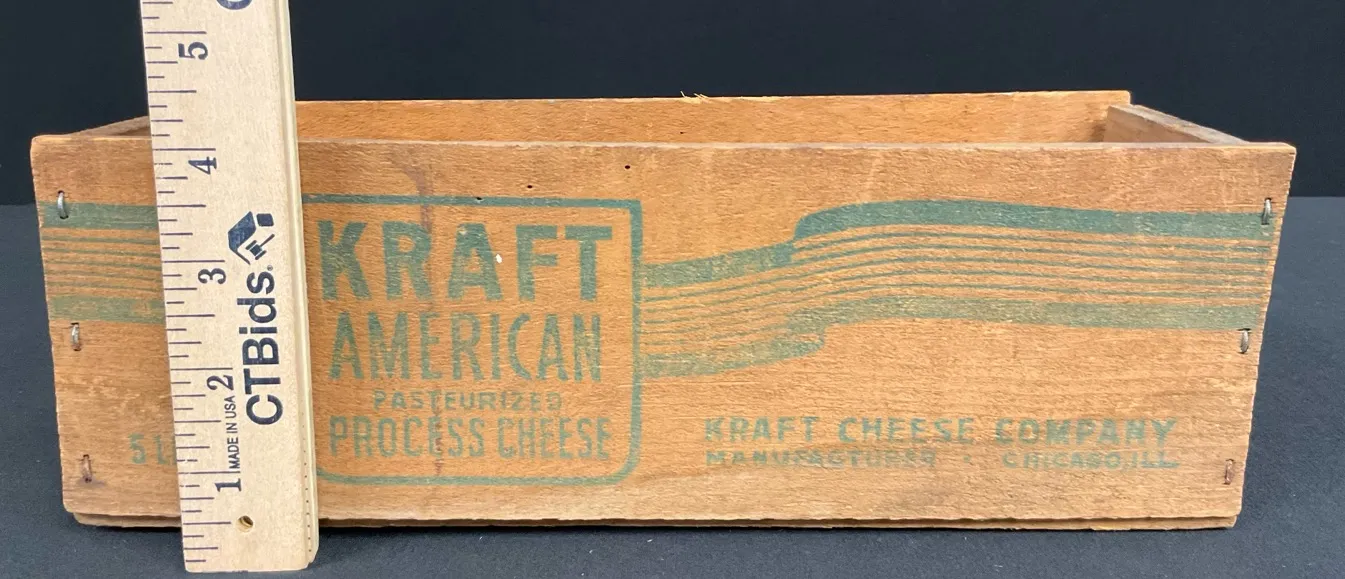 KRAFT
AMERICAN
PASTEURIZED
PROCESS CHEESE
5 L
KRAFT CHEESE COMPANY
MANUFACTURER - CHICAGO, ILL.
CTBids.
MADE IN USA
5
4
3
2
1